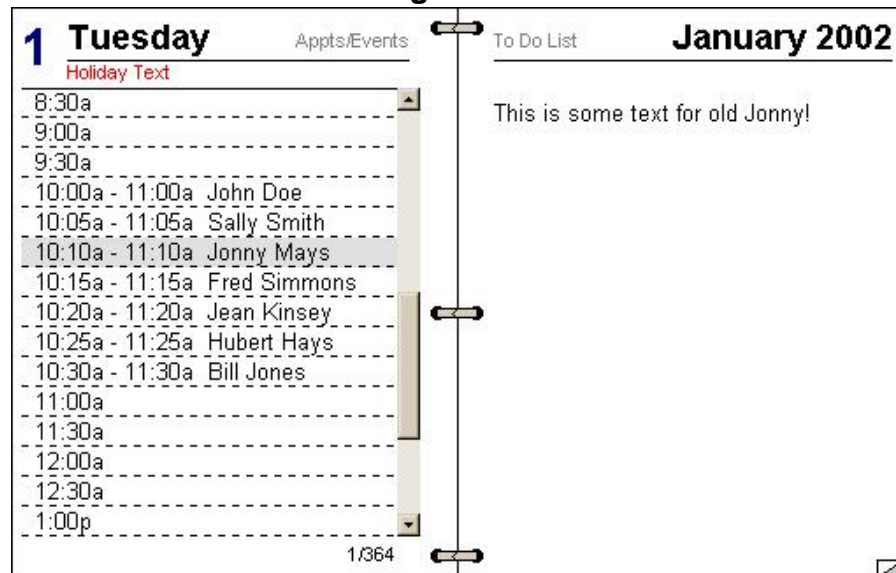 1 Tuesday Appts/Events
Holiday Text
8:30a
9:00a
9:30a
10:00a - 11:00a John Doe
10:05a - 11:05a Sally Smith
10:10a - 11:10a Jonny Mays
10:15a - 11:15a Fred Simmons
10:20a - 11:20a Jean Kinsey
10:25a - 11:25a Hubert Hays
10:30a - 11:30a Bill Jones
11:00a
11:30a
12:00a
12:30a
1:00p
1/364
To Do List January 2002
This is some text for old Jonny!